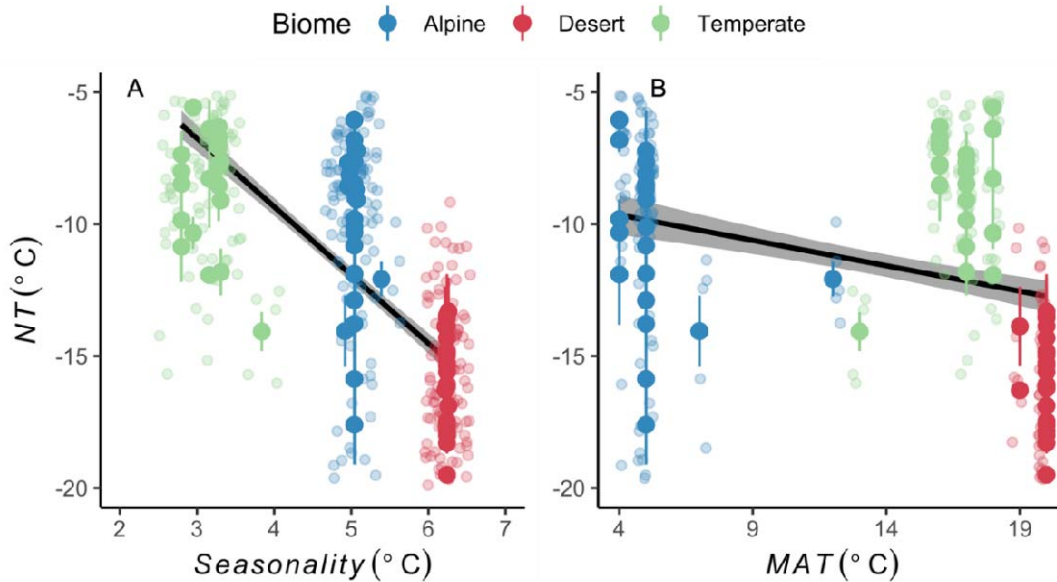 Biome Alpine Desert Temperate
A
B
NT (° C)
-5
-10
-15
-20
-5
-10
-15
-20
2 3 4 5 6 7
4 9 14 19
Seasonality (° C)
MAT (° C)